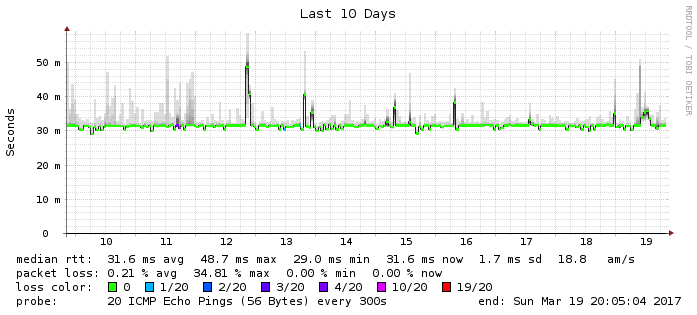 Last 10 Days
RRDTOOL / TOBI OETIKER
Seconds
50 m
40 m
30 m
20 m
10 m
0
10 11 12 13 14 15 16 17 18 19
median rtt: 31.6 ms avg 48.7 ms max 29.0 ms min 31.6 ms now 1.7 ms sd 18.8 am/s
packet loss: 0.21 % avg 34.81 % max 0.00 % min 0.00 % now
loss color: 0 1/20 2/20 3/20 4/20 10/20 19/20
probe: 20 ICMP Echo Pings (56 Bytes) every 300s end: Sun Mar 19 20:05:04 2017